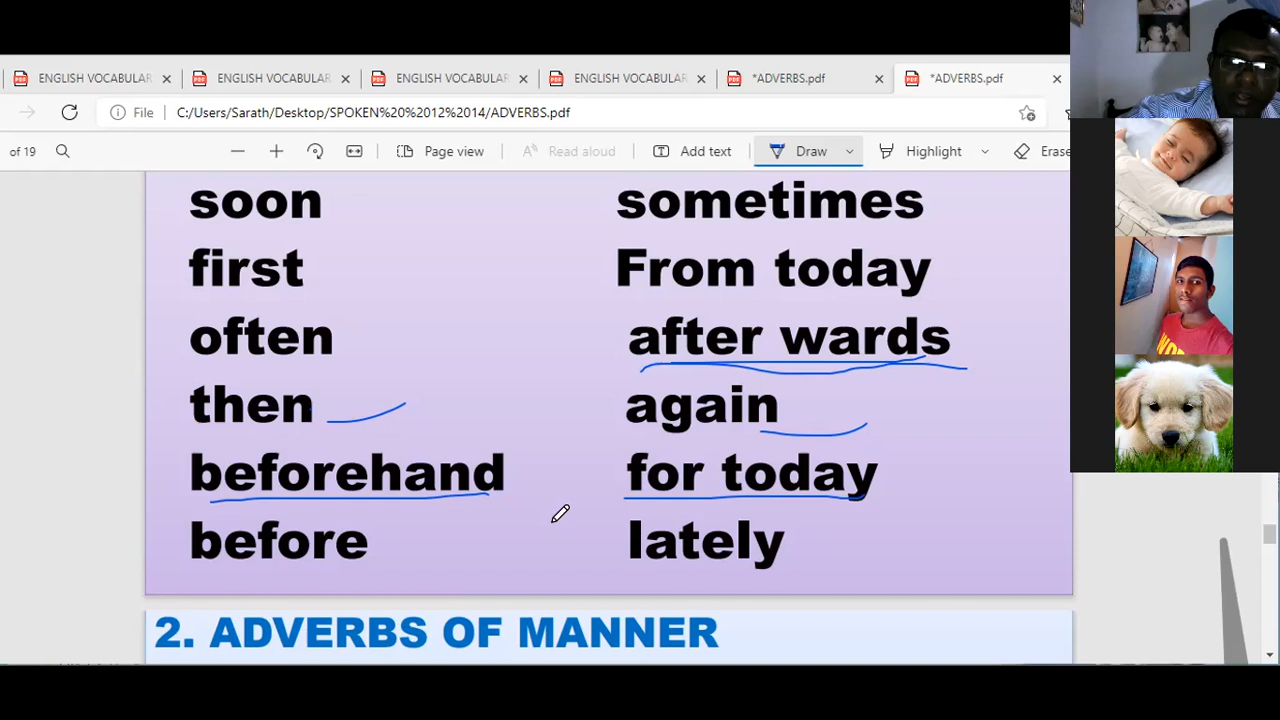 ENGLISH VOCABULAR ENGLISH VOCABULAR ENGLISH VOCABULAR ENGLISH VOCABULAR *ADVERBS.pdf *ADVERBS.pdf
File C:/Users/Sarath/Desktop/SPOKEN%20%2012%2014/ADVERBS.pdf
of 19 Page view Read aloud Add text Draw Highlight Erase
soon sometimes
first From today
often after wards
then again
beforehand for today
before lately
2. ADVERBS OF MANNER